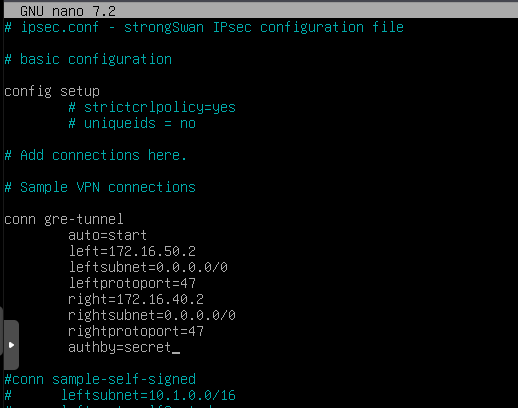 GNU nano 7.2
# ipsec.conf - strongSwan IPsec configuration file
# basic configuration
config setup
# strictcrlpolicy=yes
# uniqueids = no
# Add connections here.
# Sample VPN connections
conn gre-tunnel
auto=start
left=172.16.50.2
leftsubnet=0.0.0.0/0
leftprotoport=47
right=172.16.40.2
rightsubnet=0.0.0.0/0
rightprotoport=47
authby=secret
#conn sample-self-signed
# leftsubnet=10.1.0.0/16